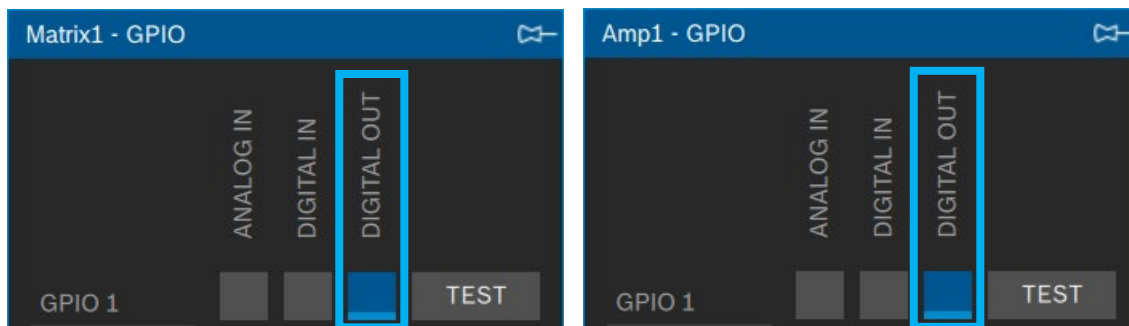 Matrix1 - GPIO
ANALOG IN
DIGITAL IN
DIGITAL OUT
GPIO 1
TEST
Amp1 - GPIO
ANALOG IN
DIGITAL IN
DIGITAL OUT
GPIO 1
TEST